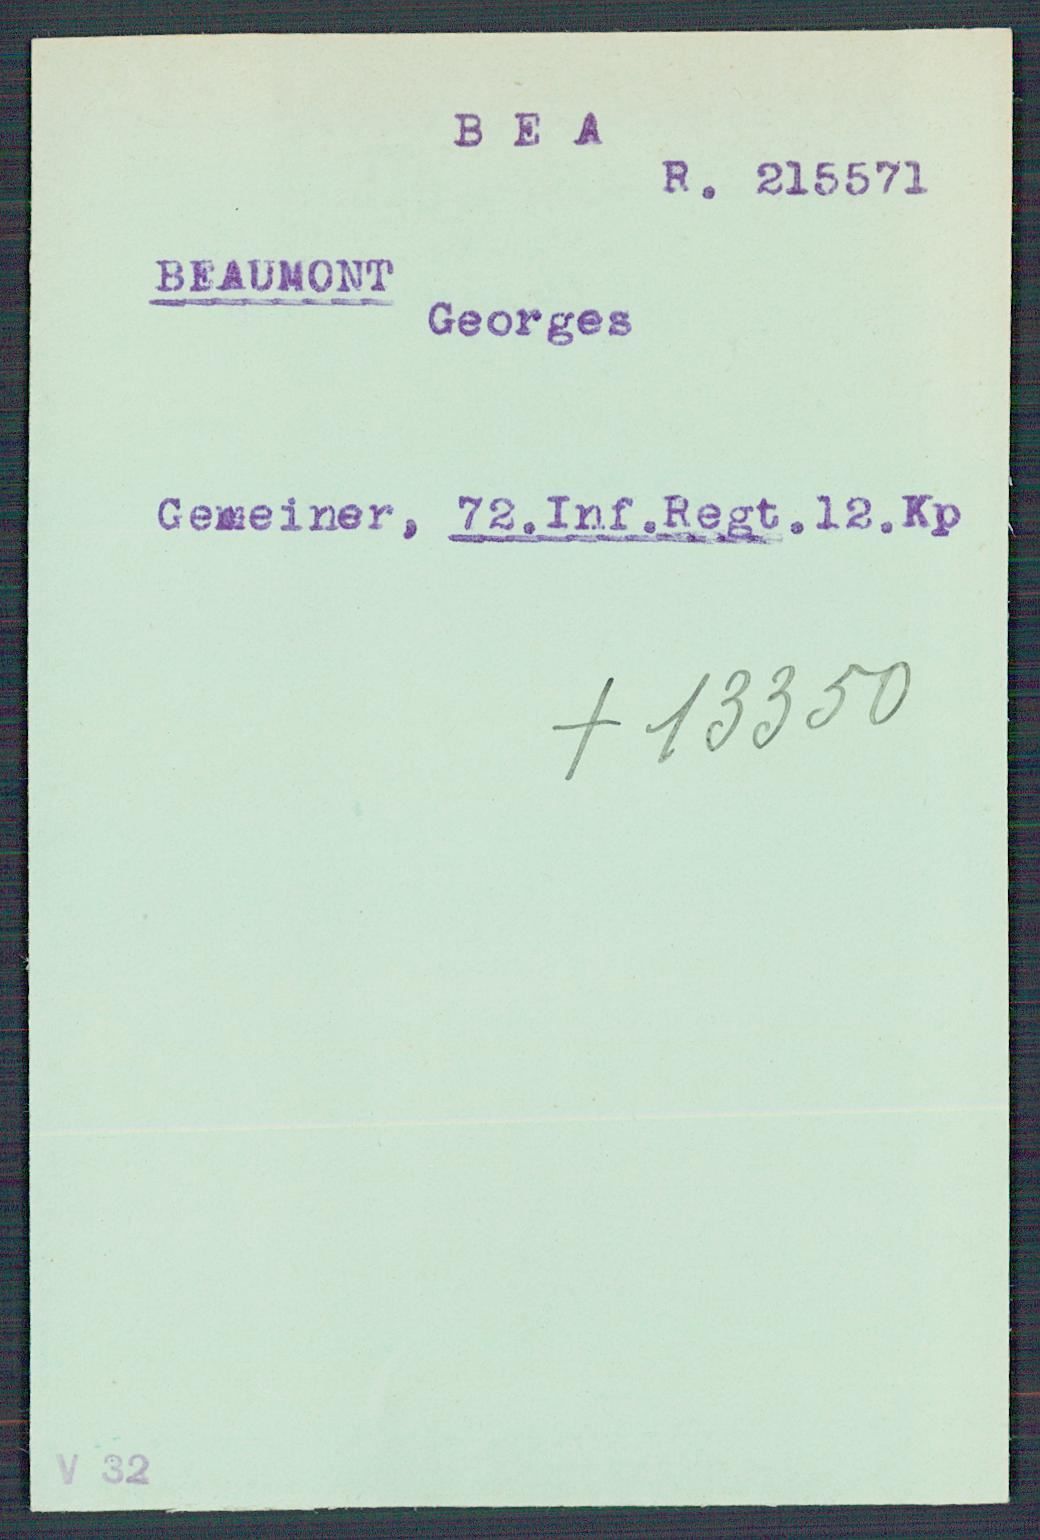 B E A
R. 215571
BEAUMONT
Georges
Gemeiner, 72.Inf.Regt.12.Kp
+ 13350
V 32